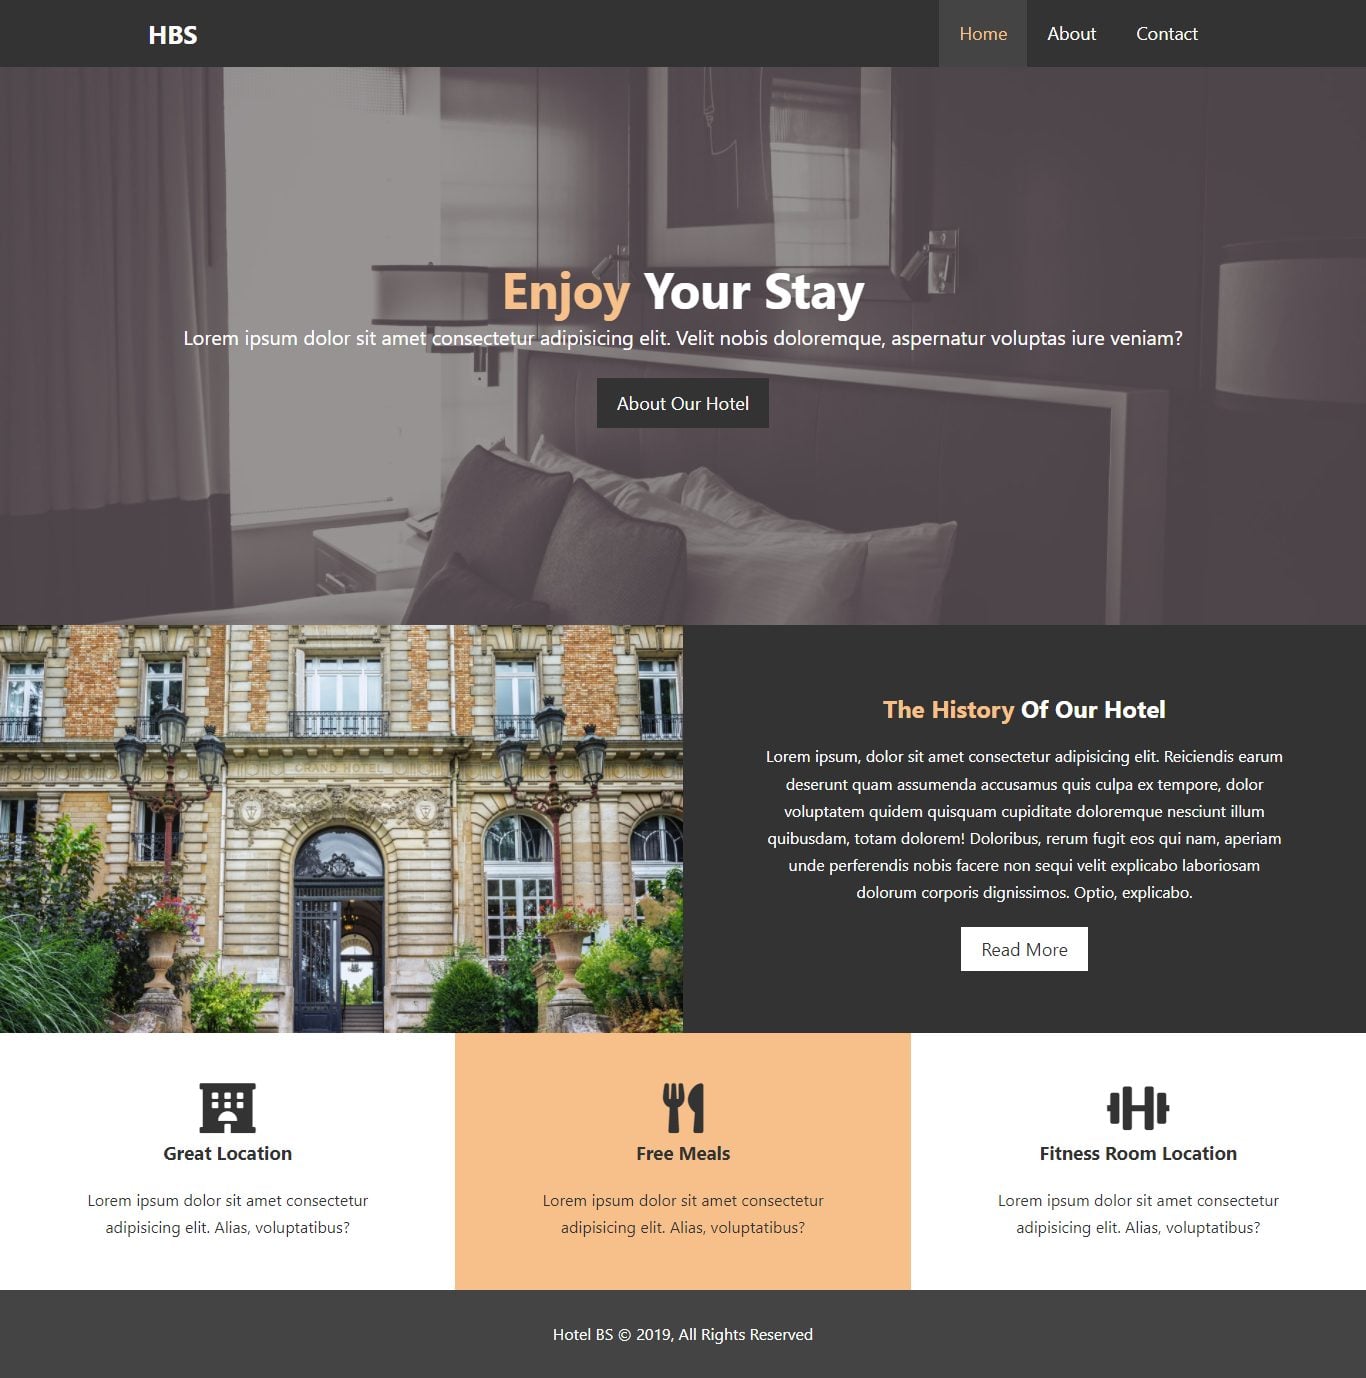 HBS
Home
About
Contact
Enjoy Your Stay
Lorem ipsum dolor sit amet consectetur adipisicing elit. Velit nobis doloremque, aspernatur voluptas iure veniam?
About Our Hotel
GRAND HOTEL
The History Of Our Hotel
Lorem ipsum, dolor sit amet consectetur adipisicing elit. Reiciendis earum
deserunt quam assumenda accusamus quis culpa ex tempore, dolor
voluptatem quidem quisquam cupiditate doloremque nesciunt illum
quibusdam, totam dolorem! Doloribus, rerum fugit eos qui nam, aperiam
unde perferendis nobis facere non sequi velit explicabo laboriosam
dolorum corporis dignissimos. Optio, explicabo.
Read More
Great Location
Lorem ipsum dolor sit amet consectetur
adipisicing elit. Alias, voluptatibus?
Free Meals
Lorem ipsum dolor sit amet consectetur
adipisicing elit. Alias, voluptatibus?
Fitness Room Location
Lorem ipsum dolor sit amet consectetur
adipisicing elit. Alias, voluptatibus?
Hotel BS © 2019, All Rights Reserved